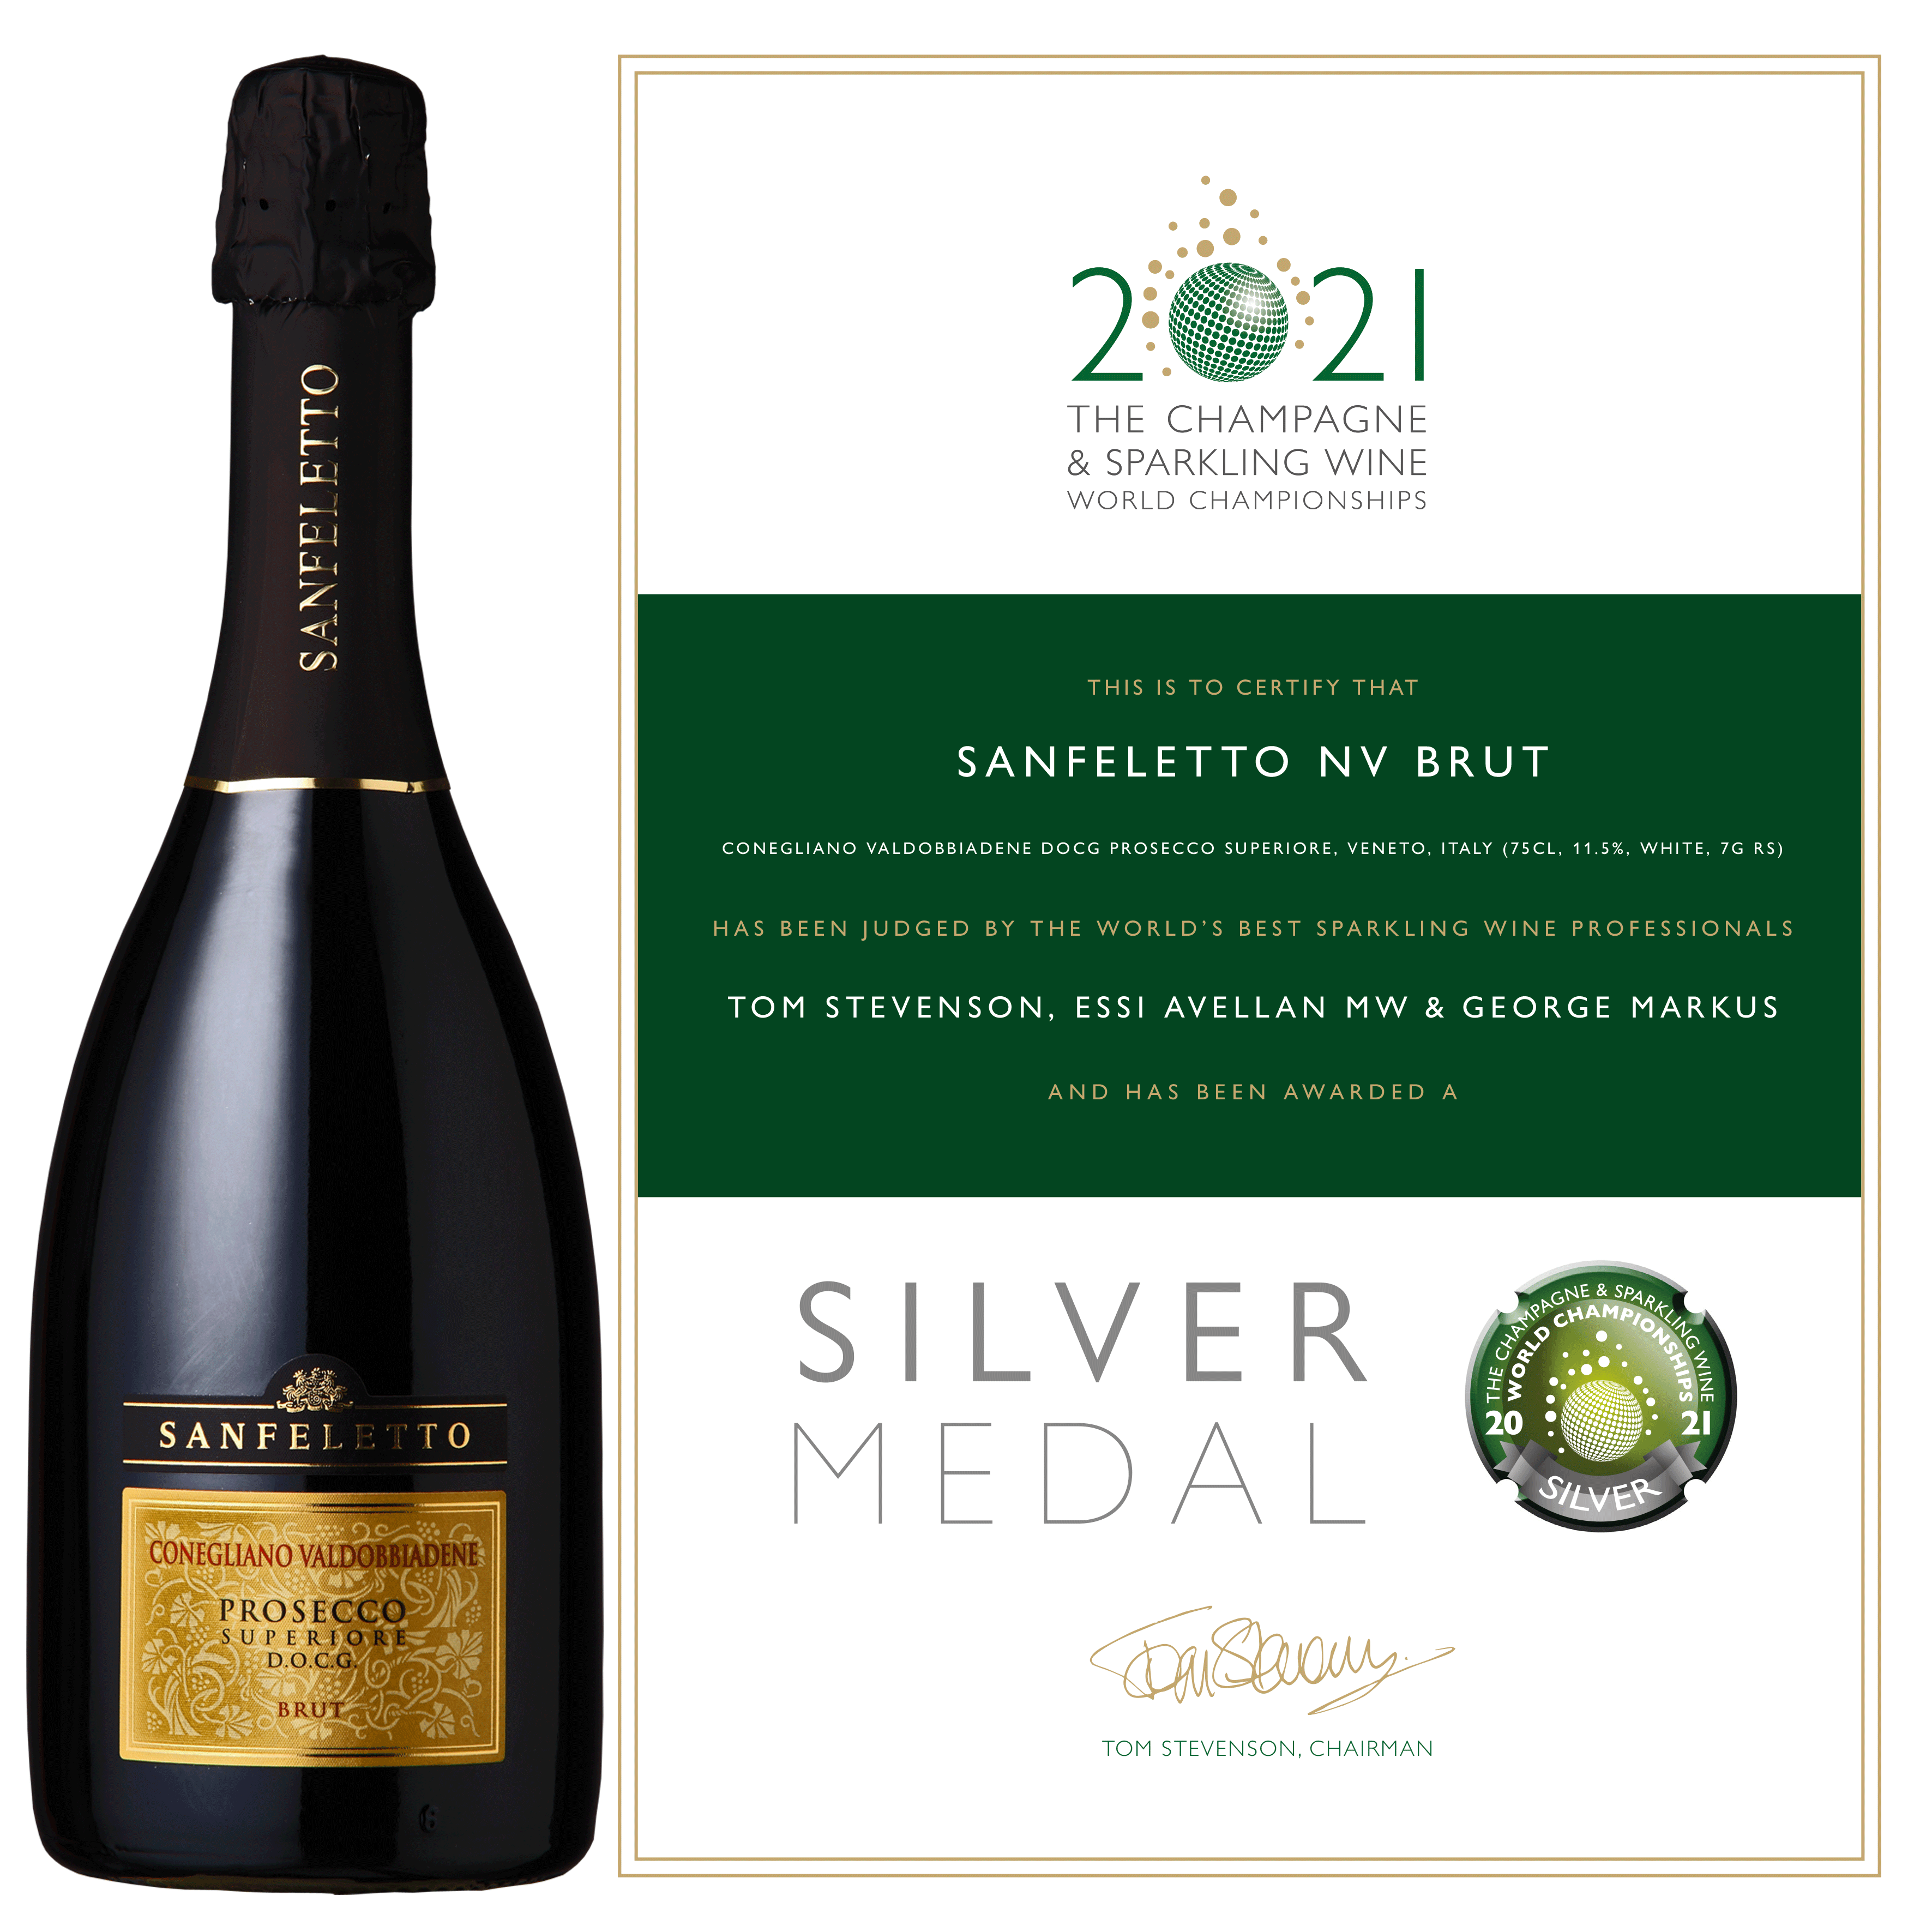 SANFELETTO
SANFELETTO
CONEGLIANO VALDOBBIADENE
PROSECCO
SUPERIORE
D.O.C.G.
BRUT
2021
THE CHAMPAGNE
& SPARKLING WINE
WORLD CHAMPIONSHIPS
THIS IS TO CERTIFY THAT
SANFELETTO NV BRUT
CONEGLIANO VALDOBBIADENE DOCG PROSECCO SUPERIORE, VENETO, ITALY (75CL, 11.5%, WHITE, 7G RS)
HAS BEEN JUDGED BY THE WORLD'S BEST SPARKLING WINE PROFESSIONALS
TOM STEVENSON, ESSI AVELLAN MW & GEORGE MARKUS
AND HAS BEEN AWARDED A
SILVER
MEDAL
THE CHAMPAGNE & SPARKLING WINE
WORLD CHAMPIONSHIPS
20 21
SILVER
Tom Stevenson
TOM STEVENSON, CHAIRMAN